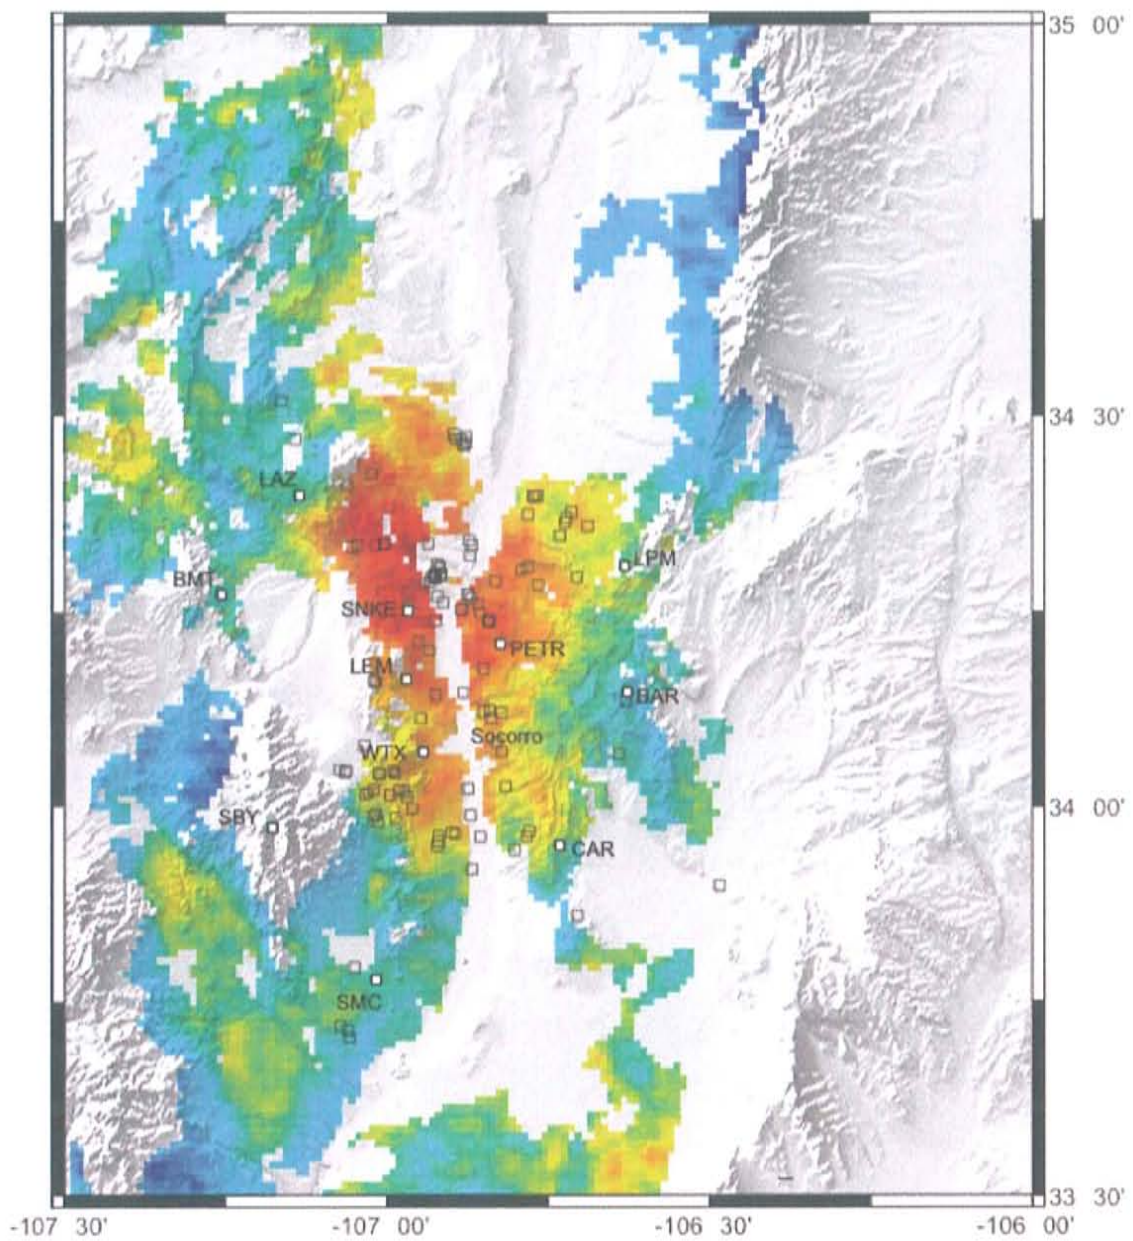 35 00'
34 30'
LAZ
LPM
BMT
SNKE
PETR
LEM
BAR
Socorro
WTX
34 00'
SBY
CAR
SMC
33 30'
-107 30'
-107 00'
-106 30'
-106 00'